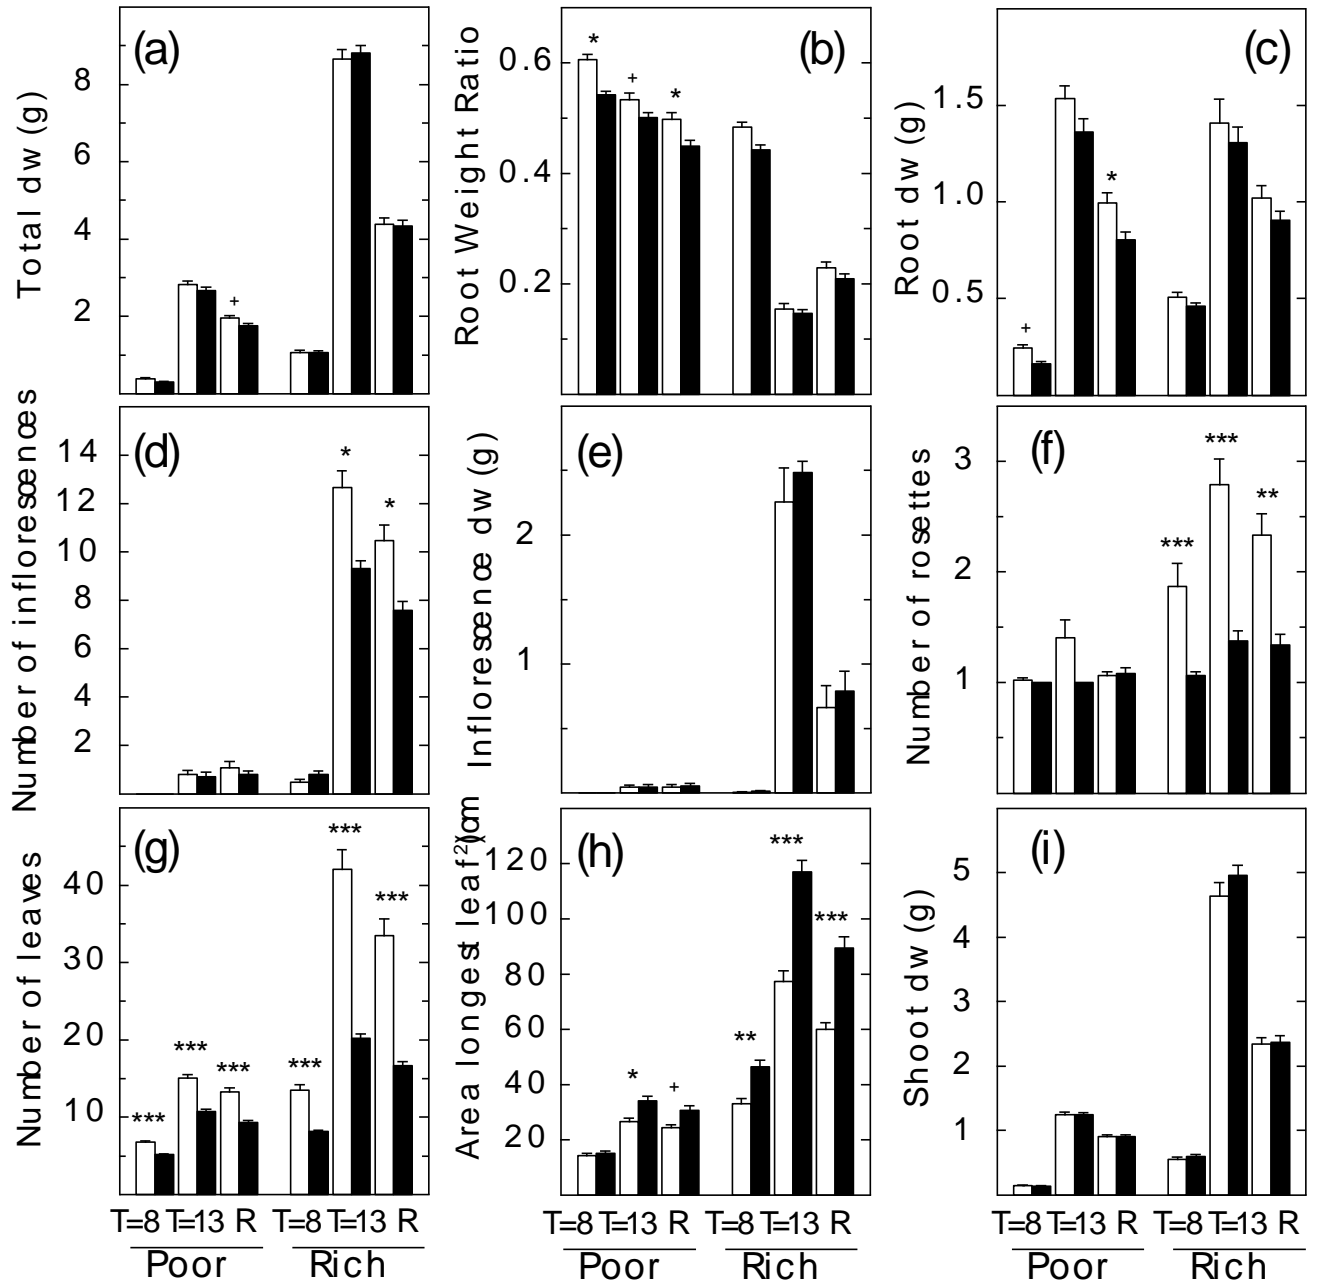 (a)
Total dw (g)
8
6
4
2
+
(b)
Root Weight Ratio
0.6
0.4
0.2
*
+
*
(c)
Root dw (g)
1.5
1.0
0.5
+
*
(d)
Number of infloresœnces
14
12
10
8
6
4
2
*
*
(e)
Infloresœnce dw (g)
2
1
(f)
Number of rosettes
3
2
1
***
***
**
(g)
Number of leaves
40
30
20
10
***
***
***
***
***
***
(h)
Area longest leaf (cm²)
120
100
80
60
40
20
*
+
**
***
***
(i)
Shoot dw (g)
5
4
3
2
1
T=8 T=13 R
T=8 T=13 R
Poor
Rich
T=8 T=13 R
T=8 T=13 R
Poor
Rich
T=8 T=13 R
T=8 T=13 R
Poor
Rich